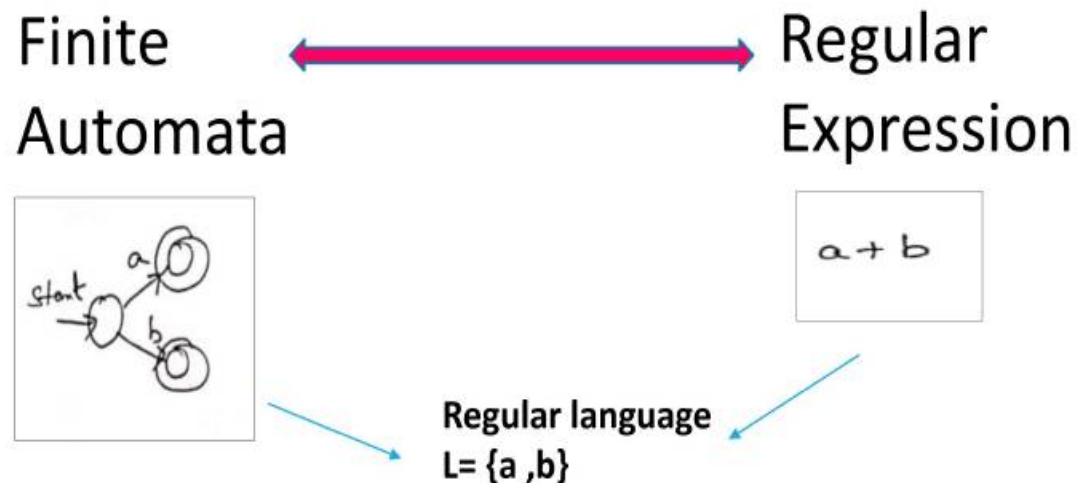 Finite
Automata
Regular
Expression
a
Start
b
a + b
Regular language
L= {a ,b}